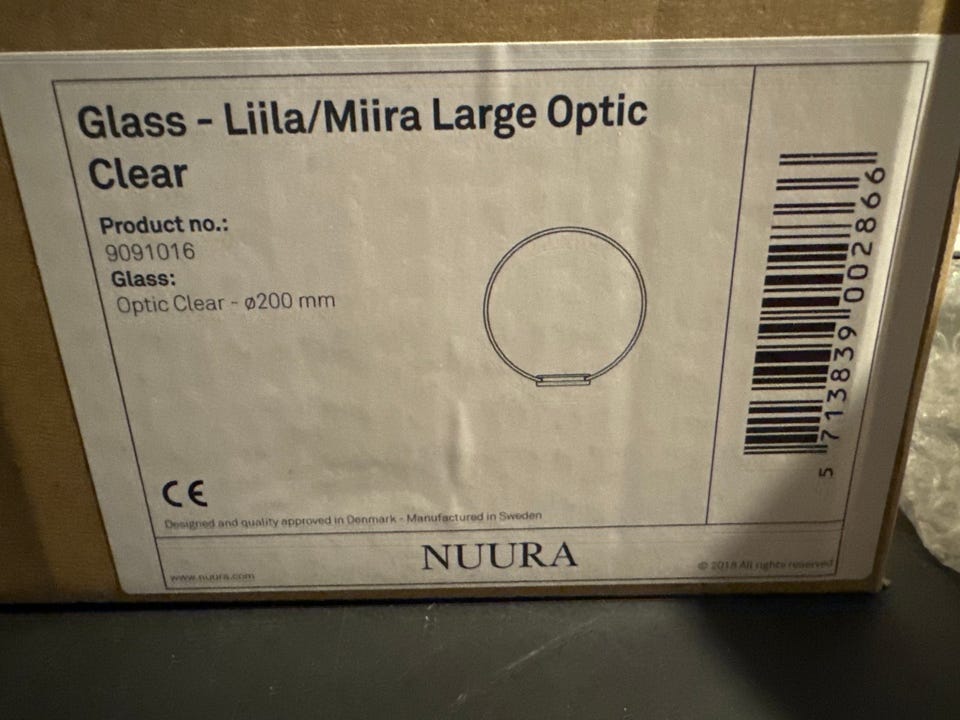 Glass - Liila/Miira Large Optic
Clear
Product no.:
9091016
Glass:
Optic Clear - ø200 mm
5 713839 002866
CE
Designed and quality approved in Denmark - Manufactured in Sweden
NUURA
www.nuura.com
© 2018 All rights reserved